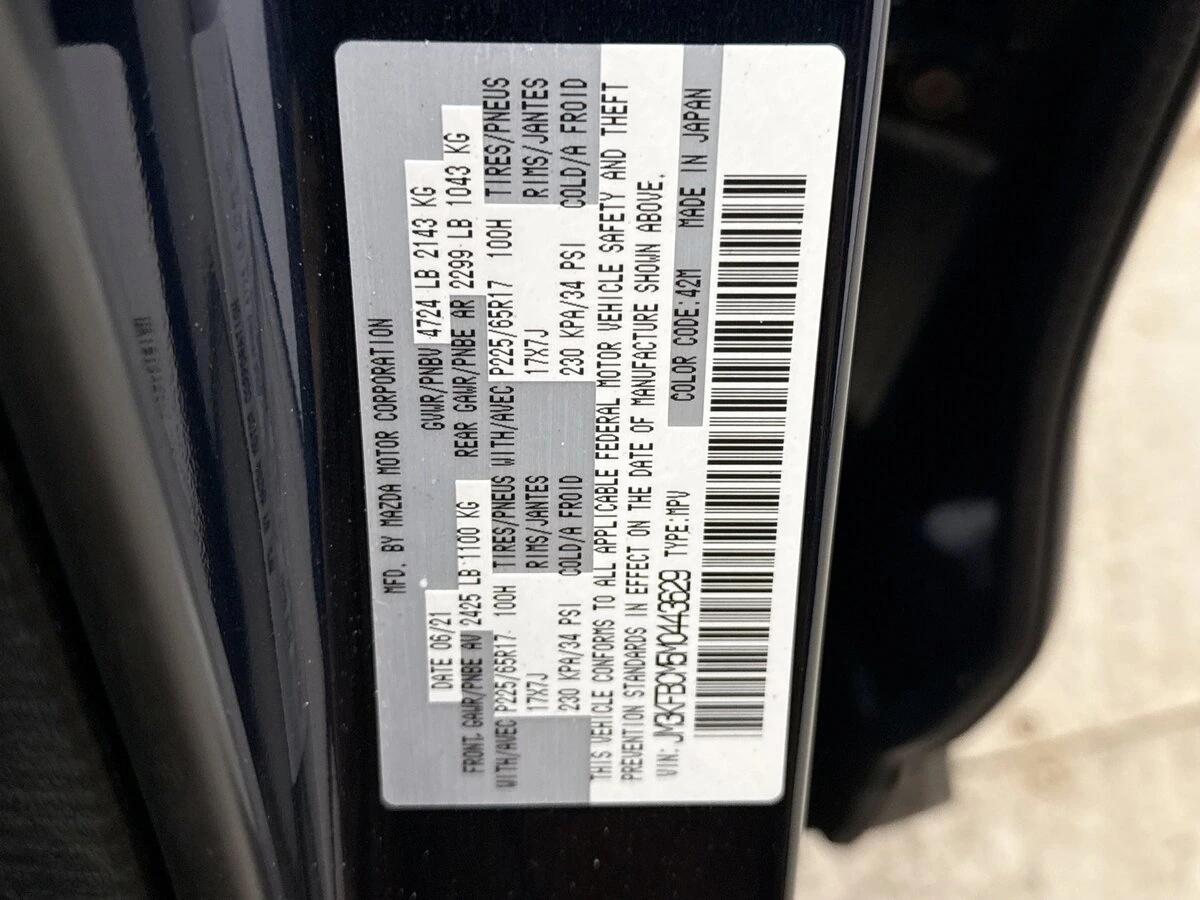 MFD. BY MAZDA MOTOR CORPORATION
DATE 06/21 GVWR/PNBV 4724 LB 2143 KG
FRONT GAWR/PNBE AV 2425 LB 1100 KG REAR GAWR/PNBE AR 2299 LB 1043 KG
WITH/AVEC P225/65R17 100H TIRES/PNEUS WITH/AVEC P225/65R17 100H TIRES/PNEUS
17X7J RIMS/JANTES 17X7J RIMS/JANTES
230 KPA/34 PSI COLD/A FROID 230 KPA/34 PSI COLD/A FROID
THIS VEHICLE CONFORMS TO ALL APPLICABLE FEDERAL MOTOR VEHICLE SAFETY AND THEFT
PREVENTION STANDARDS IN EFFECT ON THE DATE OF MANUFACTURE SHOWN ABOVE.
VIN: JM3KFBCM5M0443629 TYPE:MPV COLOR CODE:42M MADE IN JAPAN